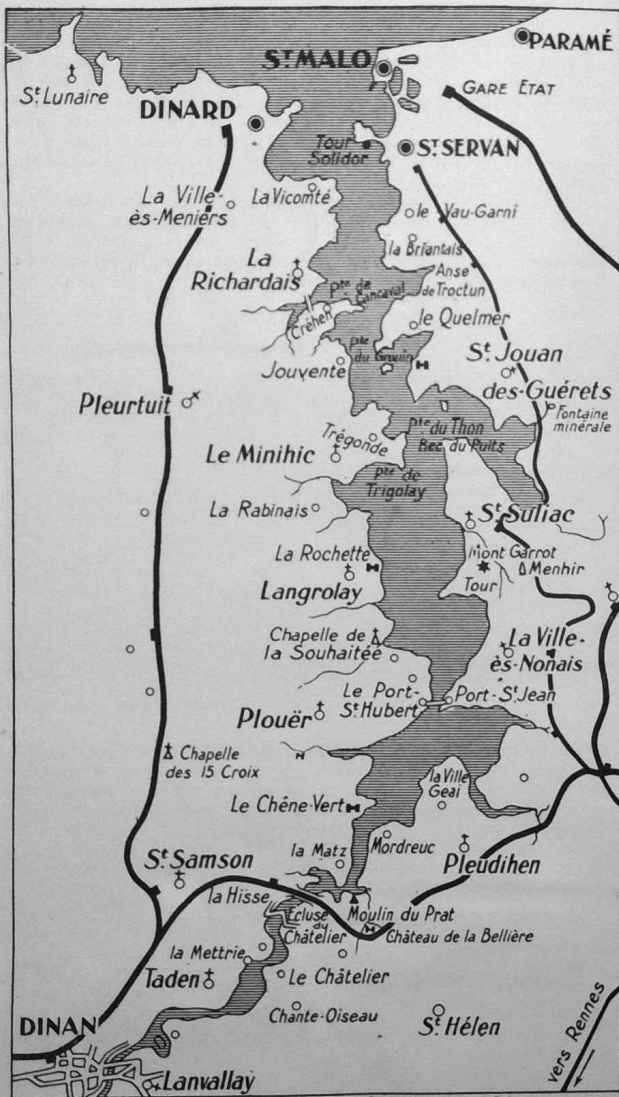 PARAMÉ
St MALO
St Lunaire
GARE ETAT
DINARD
Tour
Solidor
St SERVAN
La Ville-
ès-Meniers
La Vicomté
le Vau-Garni
la Briantais
La
Richardais
Anse
de Troctun
Pte de
Cancaval
Créhen
le Quelmer
Pte
du Grouin
St Jouan
des-Guérets
Jouvente
Pleurtuit
Fontaine
minérale
Pte du Thon
Bec du Puits
Trégonde
Le Minihic
Pte de
Trigolay
La Rabinais
St Suliac
La Rochette
Mont Garrot
Menhir
Tour
Langrolay
Chapelle de
la Souhaitée
La Ville-
ès-Nonais
Le Port-
St Hubert
Port-St Jean
Plouër
Chapelle
des 15 Croix
la Ville
Geai
Le Chêne-Vert
Mordreuc
la Matz
Pleudihen
St Samson
la Hisse
Moulin du Prat
Ecluse
du
Châtelier
Château de la Bellière
la Mettrie
Le Châtelier
Taden
Chante-Oiseau
St Hélen
DINAN
Lanvallay
vers Rennes